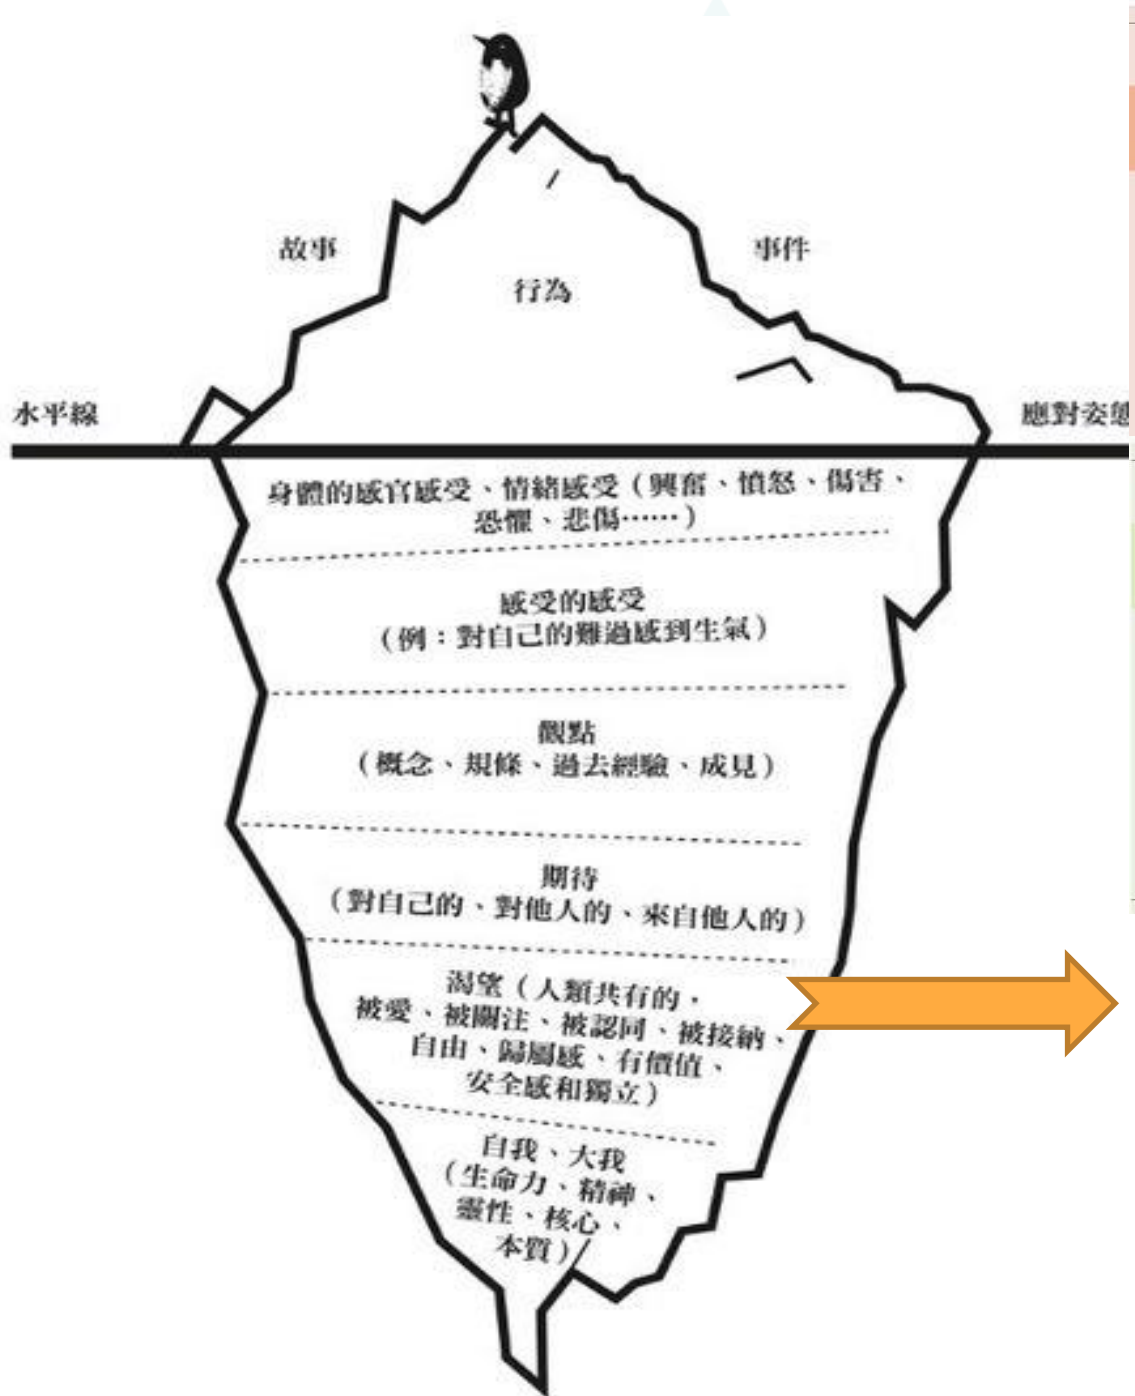 故事
事件
行為
水平線
應對姿態
身體的感官感受、情緒感受（興奮、憤怒、傷害、
恐懼、悲傷……）
感受的感受
（例：對自己的難過感到生氣）
觀點
（概念、規條、過去經驗、成見）
期待
（對自己的、對他人的、來自他人的）
渴望（人類共有的，
被愛、被關注、被認同、被接納、
自由、歸屬感、有價值、
安全感和獨立）
自我、大我
（生命力、精神、
靈性、核心、
本質）